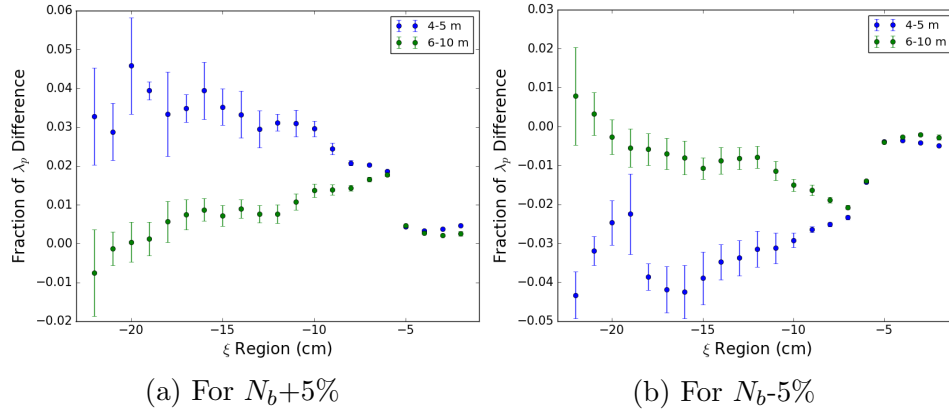 0.06
0.05
0.04
0.03
0.02
0.01
0.00
−0.01
−0.02
Fraction of λp Difference
4-5 m
6-10 m
−20
−15
−10
−5
ξ Region (cm)
(a) For Nb+5%
0.03
0.02
0.01
0.00
−0.01
−0.02
−0.03
−0.04
−0.05
Fraction of λp Difference
4-5 m
6-10 m
−20
−15
−10
−5
ξ Region (cm)
(b) For Nb-5%